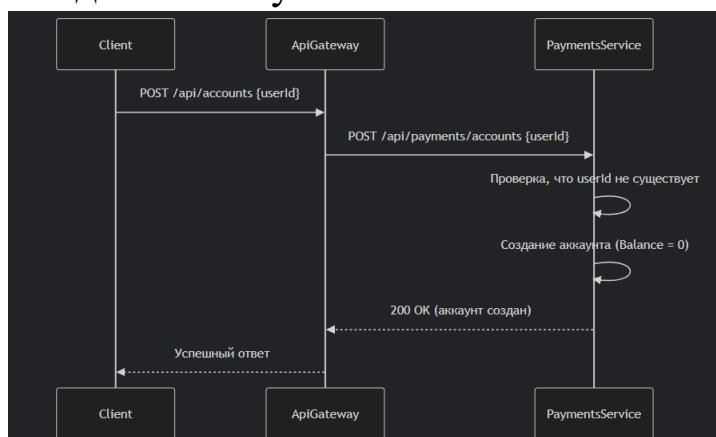 Client
ApiGateway
PaymentsService
POST /api/accounts {userId}
POST /api/payments/accounts {userId}
Проверка, что userId не существует
Создание аккаунта (Balance = 0)
200 OK (аккаунт создан)
Успешный ответ
Client
ApiGateway
PaymentsService